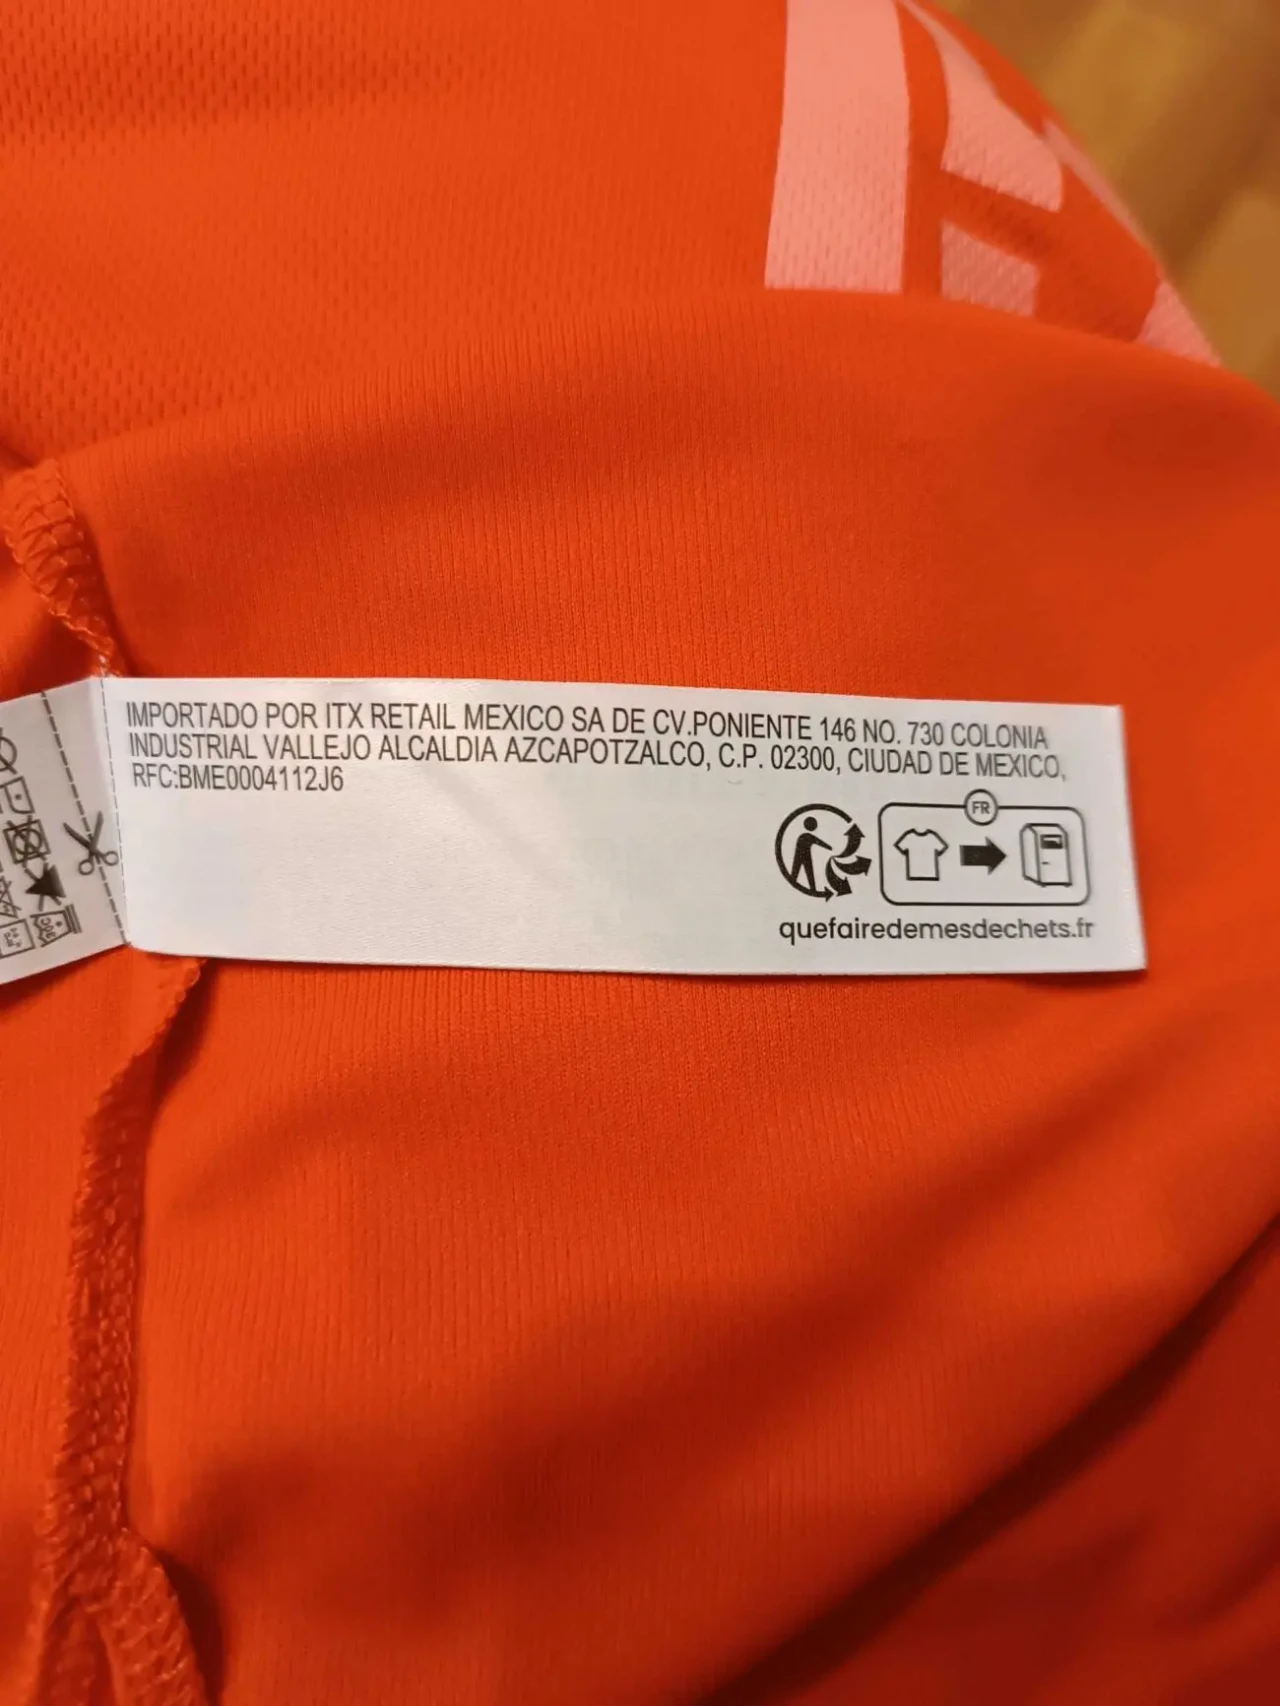 IMPORTADO POR ITX RETAIL MEXICO SA DE CV.PONIENTE 146 NO. 730 COLONIA
INDUSTRIAL VALLEJO ALCALDIA AZCAPOTZALCO, C.P. 02300, CIUDAD DE MEXICO,
RFC:BME0004112J6
FR
quefairedemesdechets.fr